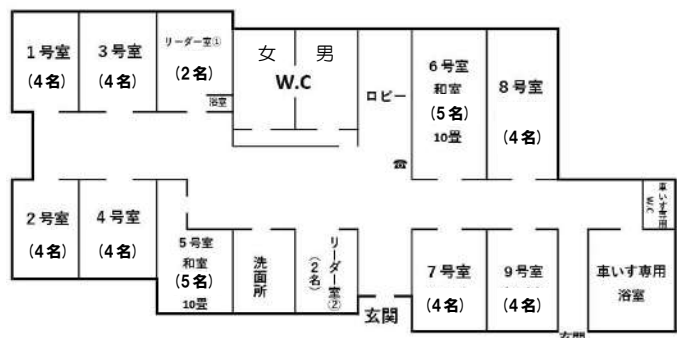 1号室
(4名)
3号室
(4名)
リーダー室①
(2名)
浴室
女
男
W.C
ロビー
☎
6号室
和室
(5名)
10畳
8号室
(4名)
2号室
(4名)
4号室
(4名)
5号室
和室
(5名)
10畳
洗面所
リーダー室②
(2名)
玄関
7号室
(4名)
9号室
(4名)
車いす専用
W.C
車いす専用
浴室
玄関